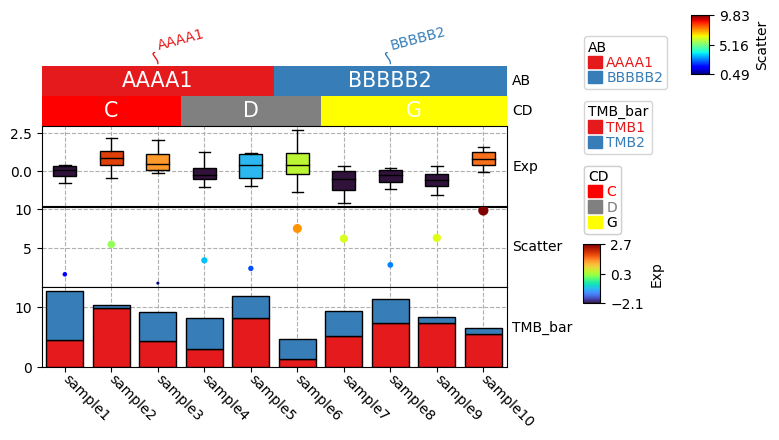 AAAA1 BBBBB2
AAAA1 BBBBB2 AB
C D G CD
2.5
0.0
Exp
10
5
Scatter
10
0
TMB_bar
sample1 sample2 sample3 sample4 sample5 sample6 sample7 sample8 sample9 sample10
AB
AAAA1
BBBBB2
TMB_bar
TMB1
TMB2
CD
C
D
G
2.7
0.3
−2.1
Exp
9.83
5.16
0.49
Scatter